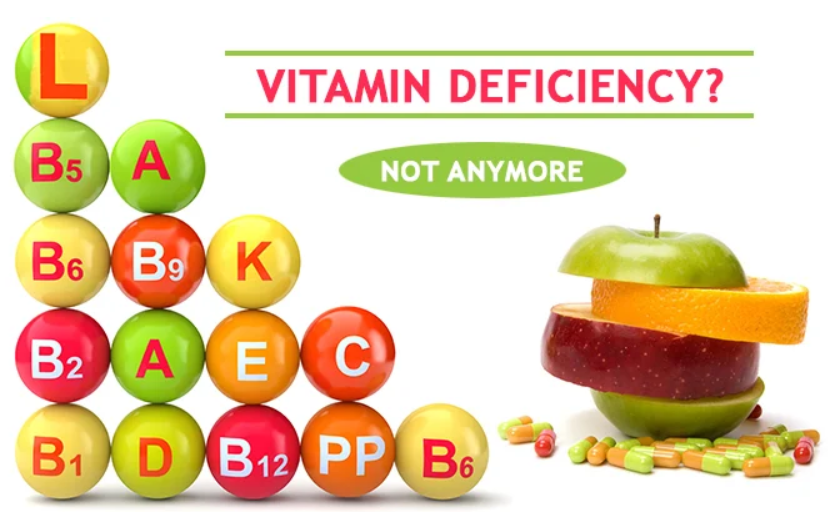 L
VITAMIN DEFICIENCY?
B5 A
NOT ANYMORE
B6 B9 K
B2 A E C
B1 D B12 PP B6